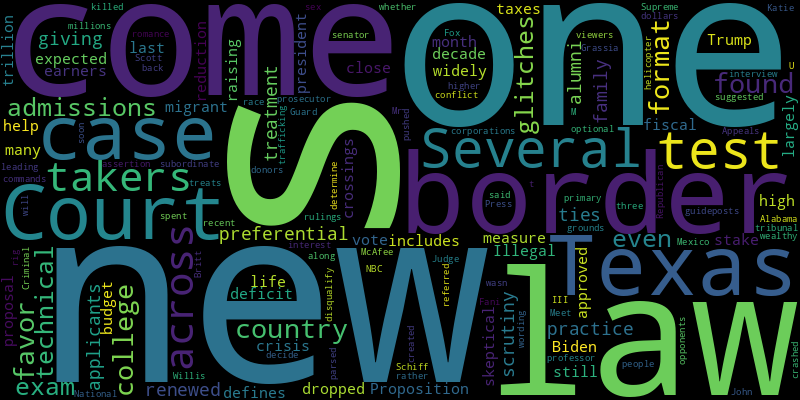 come
one
S
new
law
border
Texas
Court
case
Several
test
takers
across
country
admissions
giving
trillion
killed
millions
romance
sex
whether
expected
last
earners
Scott
back
reduction
raising
president
senator
month
decade
widely
close
Fox
conflict
higher
taxes
viewers
glitches
alumni
Grassia
family
helicopter
format
Supreme
dollars
Katie
Trump
found
u
interview
suggested
largely
migrant
treatment
race
prosecutor
trafficking
Guard
Mr
pushed
M
optional
fiscal
Appeals
help
many
soon
leading
commands
assertion
subordinate
treats
donors
crossings
determine
corporations
will
spent
recent
rulings
preferential
said
Press
t
primary
grounds
ties
three
Republican
guideposts
high
Alabama
tribunal
wealthy
stake
Mexico
even
measure
includes
vote
interest
along
McAfee
NBC
Judge
disqualify
referred
Illegal
scrutiny
skeptical
wasn
Fani
III
Meet
approved
practice
Biden
professor
still
people
opponents
crashed
John
wording
created
rather
parsed
Schiff
Proposition
dropped
decide
crisis
deficit
life
Britt
Willis
renewed
defines
National
exam
college
applicants
budget
technical
favor
Criminal
proposal